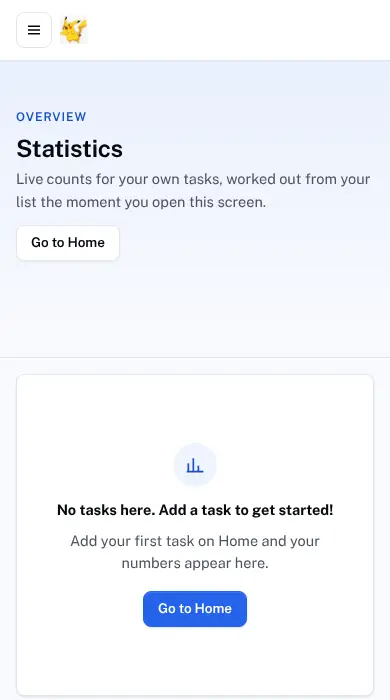 OVERVIEW
Statistics
Live counts for your own tasks, worked out from your
list the moment you open this screen.
Go to Home
No tasks here. Add a task to get started!
Add your first task on Home and your
numbers appear here.
Go to Home